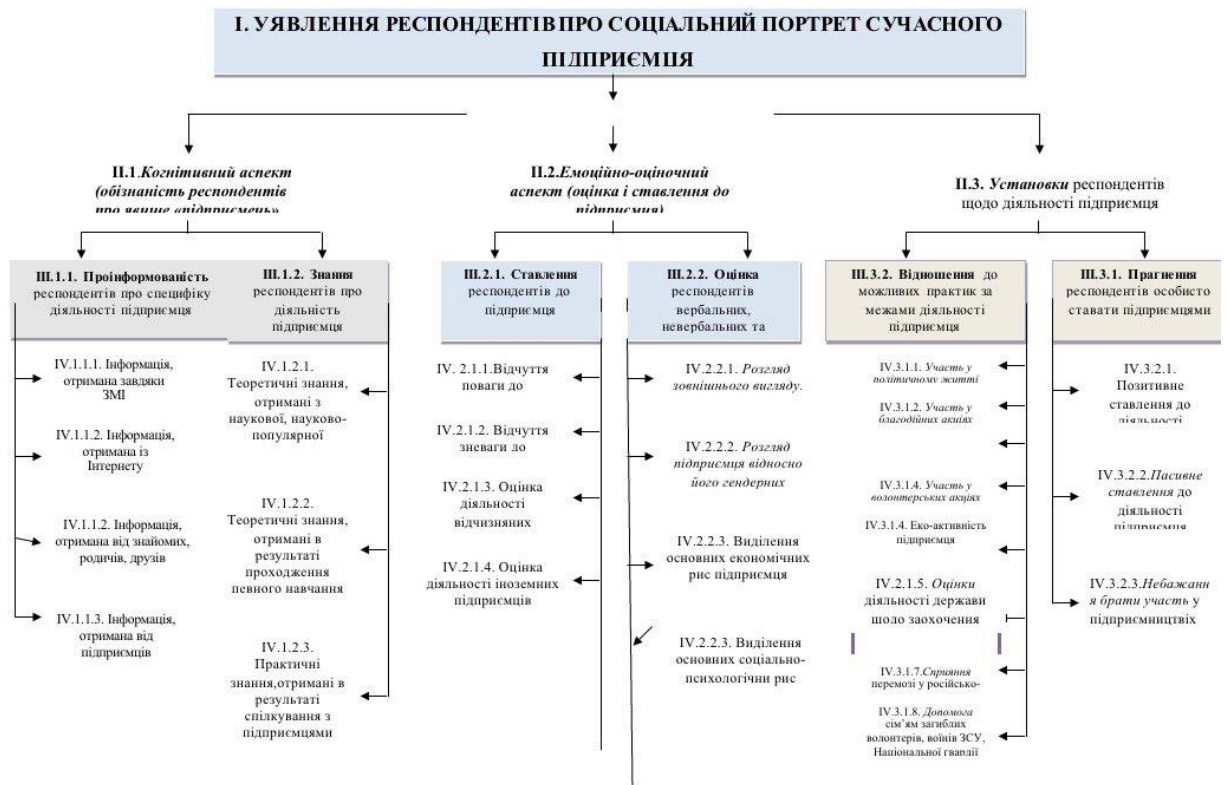 І. УЯВЛЕННЯ РЕСПОНДЕНТІВ ПРО СОЦІАЛЬНИЙ ПОРТРЕТ СУЧАСНОГО
ПІДПРИЄМЦЯ
ІІ.1.Когнітивний аспект
(обізнаність респондентів
про явище «підприємець»
ІІ.2.Емоційно-оціночний
аспект (оцінка і ставлення до
підприємця)
ІІ.3. Установки респондентів
щодо діяльності підприємця
ІІІ.1.1. Проінформованість
респондентів про специфіку
діяльності підприємця
ІІІ.1.2. Знання
респондентів про
діяльність
підприємця
ІІІ.2.1. Ставлення
респондентів до
підприємця
ІІІ.2.2. Оцінка
респондентів
вербальних,
невербальних та
ІІІ.3.2. Відношення до
можливих практик за
межами діяльності
підприємця
ІІІ.3.1. Прагнення
респондентів особисто
ставати підприємцями
IV.1.1.1. Інформація,
отримана завдяки
ЗМІ
IV.1.1.2. Інформація,
отримана із
Інтернету
IV.1.1.2. Інформація,
отримана від знайомих,
родичів, друзів
IV.1.1.3. Інформація,
отримана від
підприємців
IV.1.2.1.
Теоретичні знання,
отримані з
наукової, науково-
популярної
IV.1.2.2.
Теоретичні знання,
отримані в
результаті
проходження
певного навчання
IV.1.2.3.
Практичні
знання,отримані в
результаті
спілкування з
підприємцями
IV. 2.1.1.Відчуття
поваги до
IV.2.1.2. Відчуття
зневаги до
IV.2.1.3. Оцінка
діяльності
відчизняних
IV.2.1.4. Оцінка
діяльності іноземних
підприємців
IV.2.2.1. Розгляд
зовнішнього вигляду.
IV.2.2.2. Розгляд
підприємця відносно
його гендерних
IV.2.2.3. Виділення
основних економічних
рис підприємця
IV.2.2.3. Виділення
основних соціально-
психологічни рис
IV.3.1.1. Участь у
політичному житті
IV.3.1.2. Участь у
благодійних акціях
IV.3.1.4. Участь у
волонтерських акціях
IV.3.1.4. Еко-активність
підприємця
IV.2.1.5. Оцінки
діяльності держави
щодо заохочення
IV.3.1.7.Сприяння
перемозі у російсько-
IV.3.1.8. Допомога
сім’ям загиблих
волонтерів, воїнів ЗСУ,
Національної гвардії
IV.3.2.1.
Позитивне
ставлення до
діяльності
IV.3.2.2.Пасивне
ставлення до
діяльності
підприємця
IV.3.2.3.Небажанн
я брати участь у
підприємництвіх